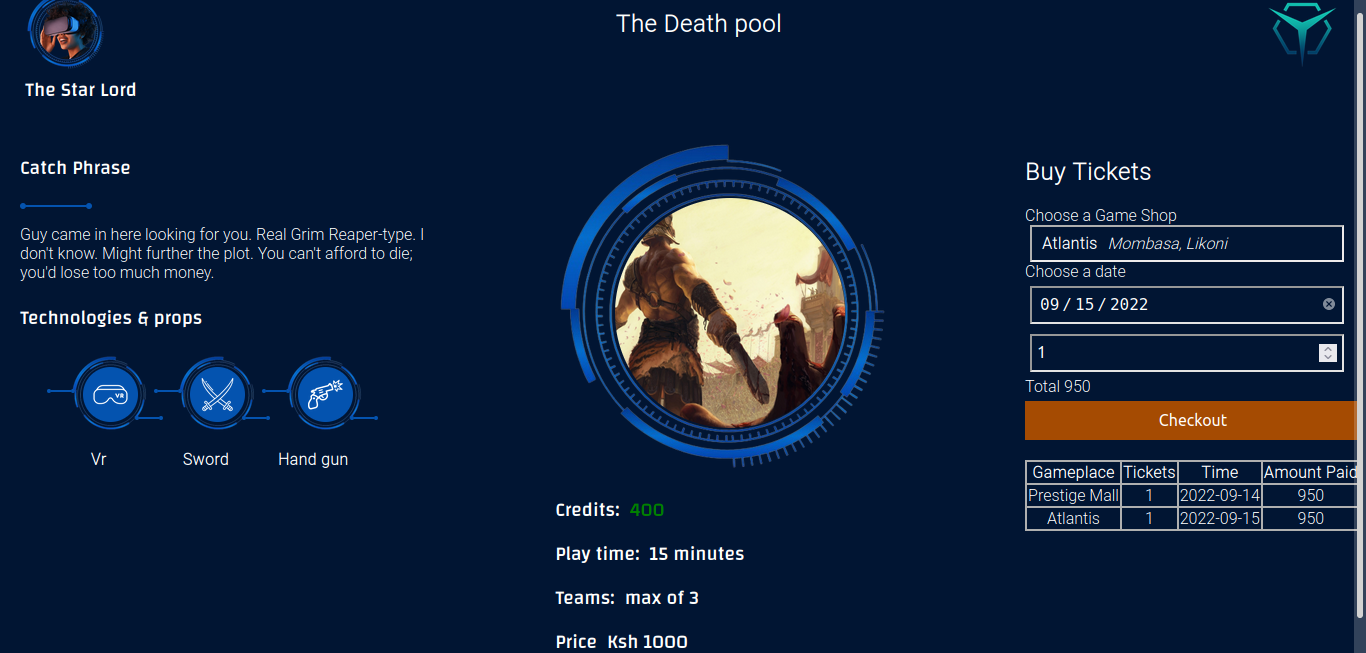 The Death pool
The Star Lord
Catch Phrase
Guy came in here looking for you. Real Grim Reaper-type. I
don't know. Might further the plot. You can't afford to die;
you'd lose too much money.
Technologies & props
VR
Vr Sword Hand gun
Credits: 400
Play time: 15 minutes
Teams: max of 3
Price Ksh 1000
Buy Tickets
Choose a Game Shop
Atlantis Mombasa, Likoni
Choose a date
09/15/2022
1
Total 950
Checkout
Gameplace Tickets Time Amount Paid
Prestige Mall 1 2022-09-14 950
Atlantis 1 2022-09-15 950